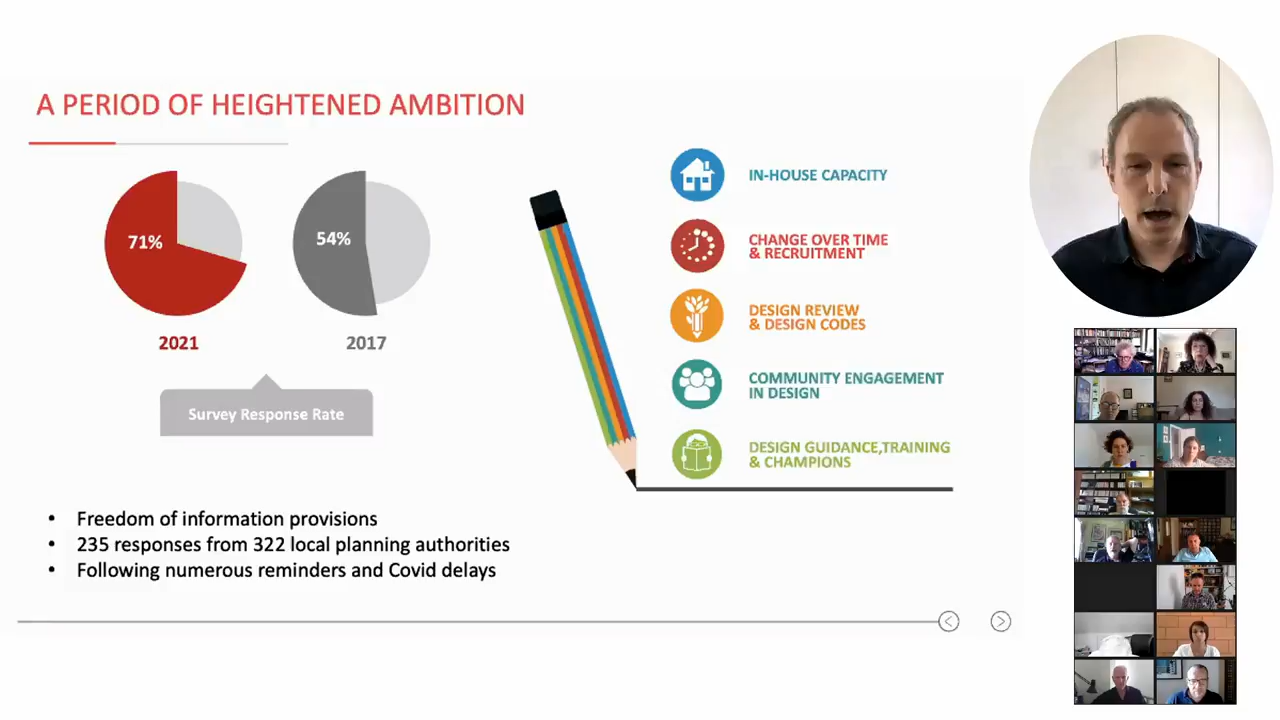 A PERIOD OF HEIGHTENED AMBITION
71%
54%
2021
2017
Survey Response Rate
IN-HOUSE CAPACITY
CHANGE OVER TIME
& RECRUITMENT
DESIGN REVIEW
& DESIGN CODES
COMMUNITY ENGAGEMENT
IN DESIGN
DESIGN GUIDANCE,TRAINING
& CHAMPIONS
• Freedom of information provisions
• 235 responses from 322 local planning authorities
• Following numerous reminders and Covid delays